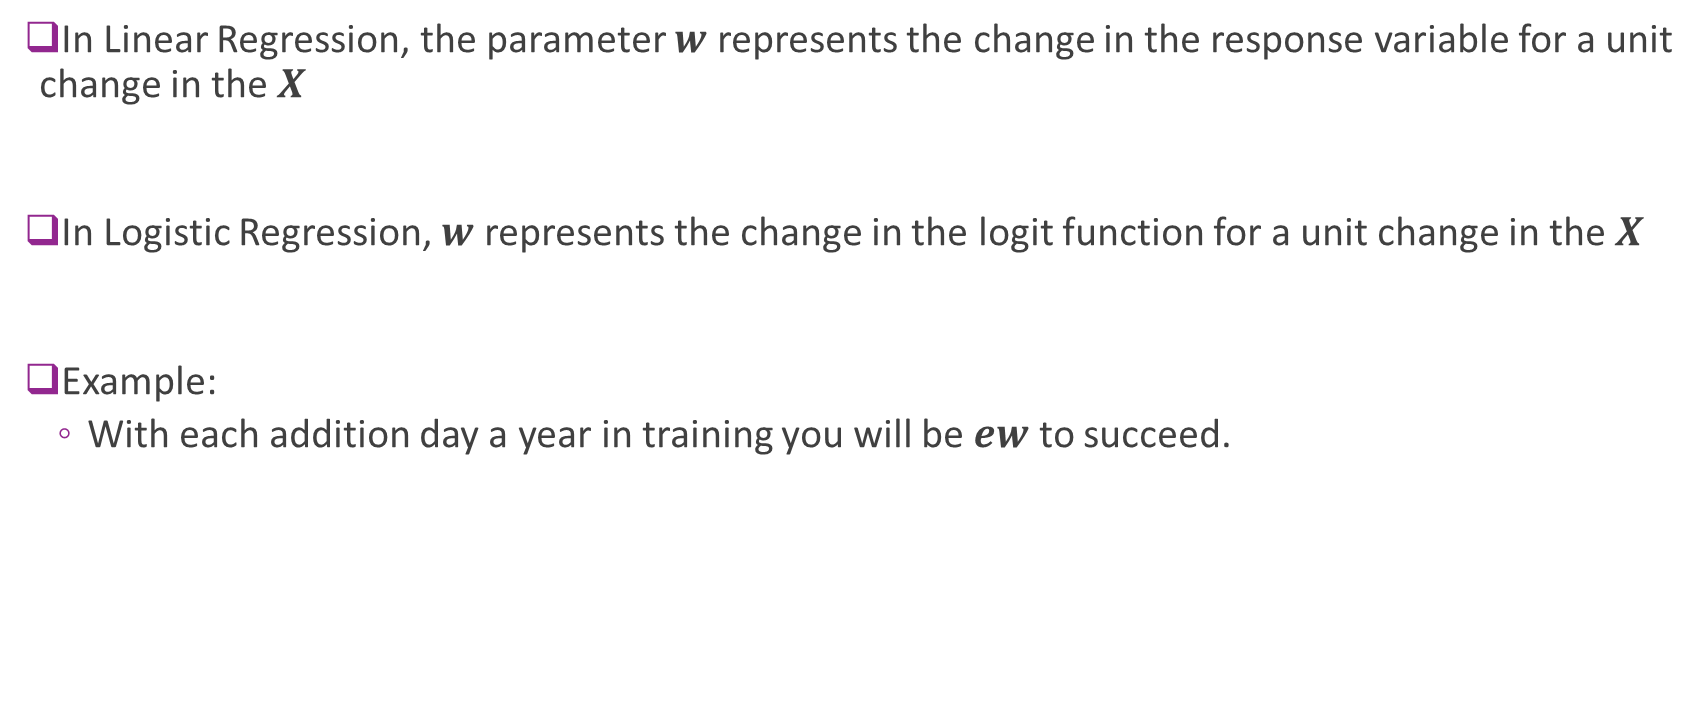 ❑In Linear Regression, the parameter w represents the change in the response variable for a unit
change in the X
❑In Logistic Regression, w represents the change in the logit function for a unit change in the X
❑Example:
◦ With each addition day a year in training you will be ew to succeed.